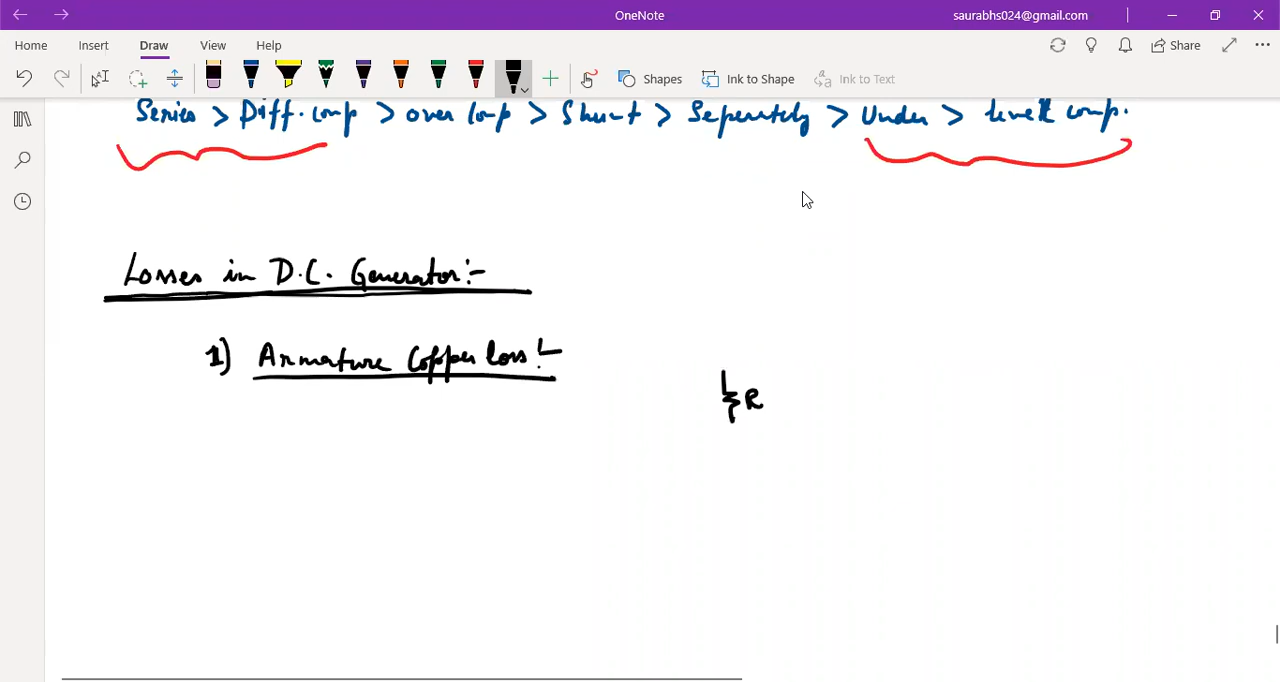 OneNote
saurabhs024@gmail.com
Home Insert Draw View Help
Share
Shapes Ink to Shape Ink to Text
Series > Diff. comp > over comp > Shunt > Seperately > Under > level comp.
Losses in D.C. Generator:-
1) Armature Copper loss:-
R